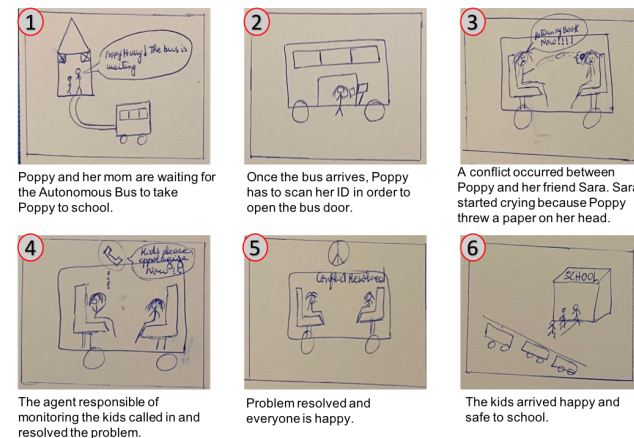 1
Poppy Hurry! The bus is
waiting
Poppy and her mom are waiting for
the Autonomous Bus to take
Poppy to school.
2
Once the bus arrives, Poppy
has to scan her ID in order to
open the bus door.
3
Book
Now!!!!
A conflict occurred between
Poppy and her friend Sara. Sara
started crying because Poppy
threw a paper on her head.
4
Kids please
Now!!
The agent responsible of
monitoring the kids called in and
resolved the problem.
5
Conflict Resolved
Problem resolved and
everyone is happy.
6
SCHOOL
The kids arrived happy and
safe to school.